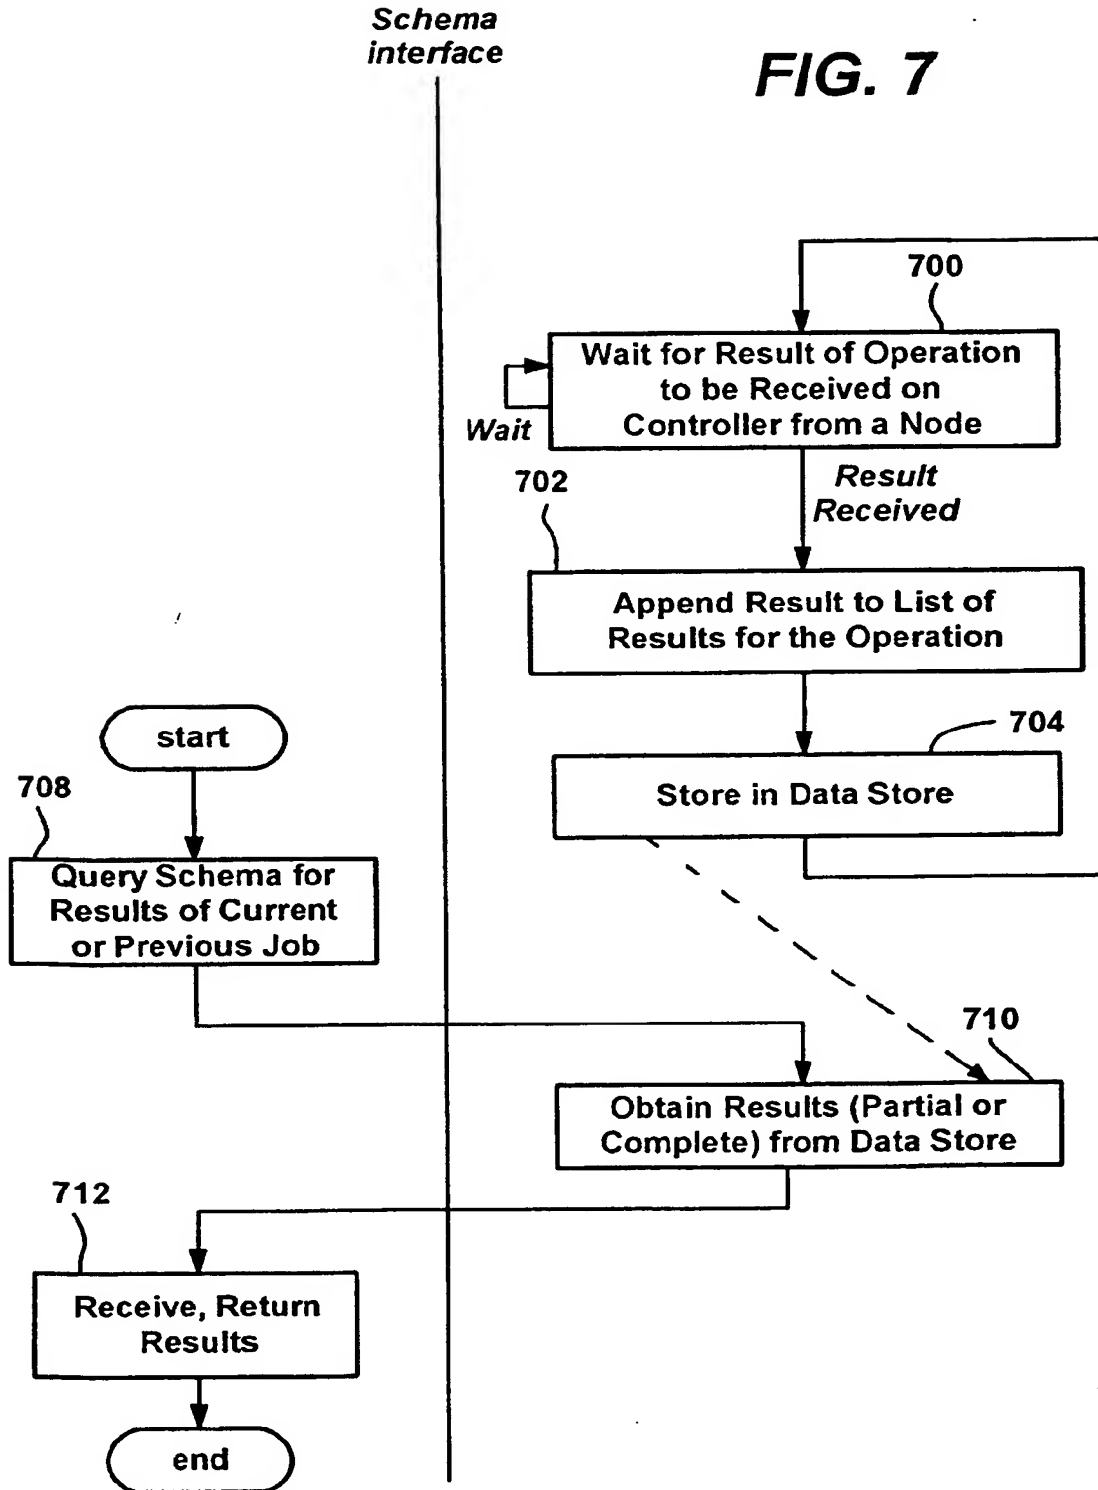 Schema
interface
FIG. 7
700
Wait for Result of Operation
to be Received on
Controller from a Node
Wait
Result
Received
702
Append Result to List of
Results for the Operation
704
Store in Data Store
start
708
Query Schema for
Results of Current
or Previous Job
710
Obtain Results (Partial or
Complete) from Data Store
712
Receive, Return
Results
end